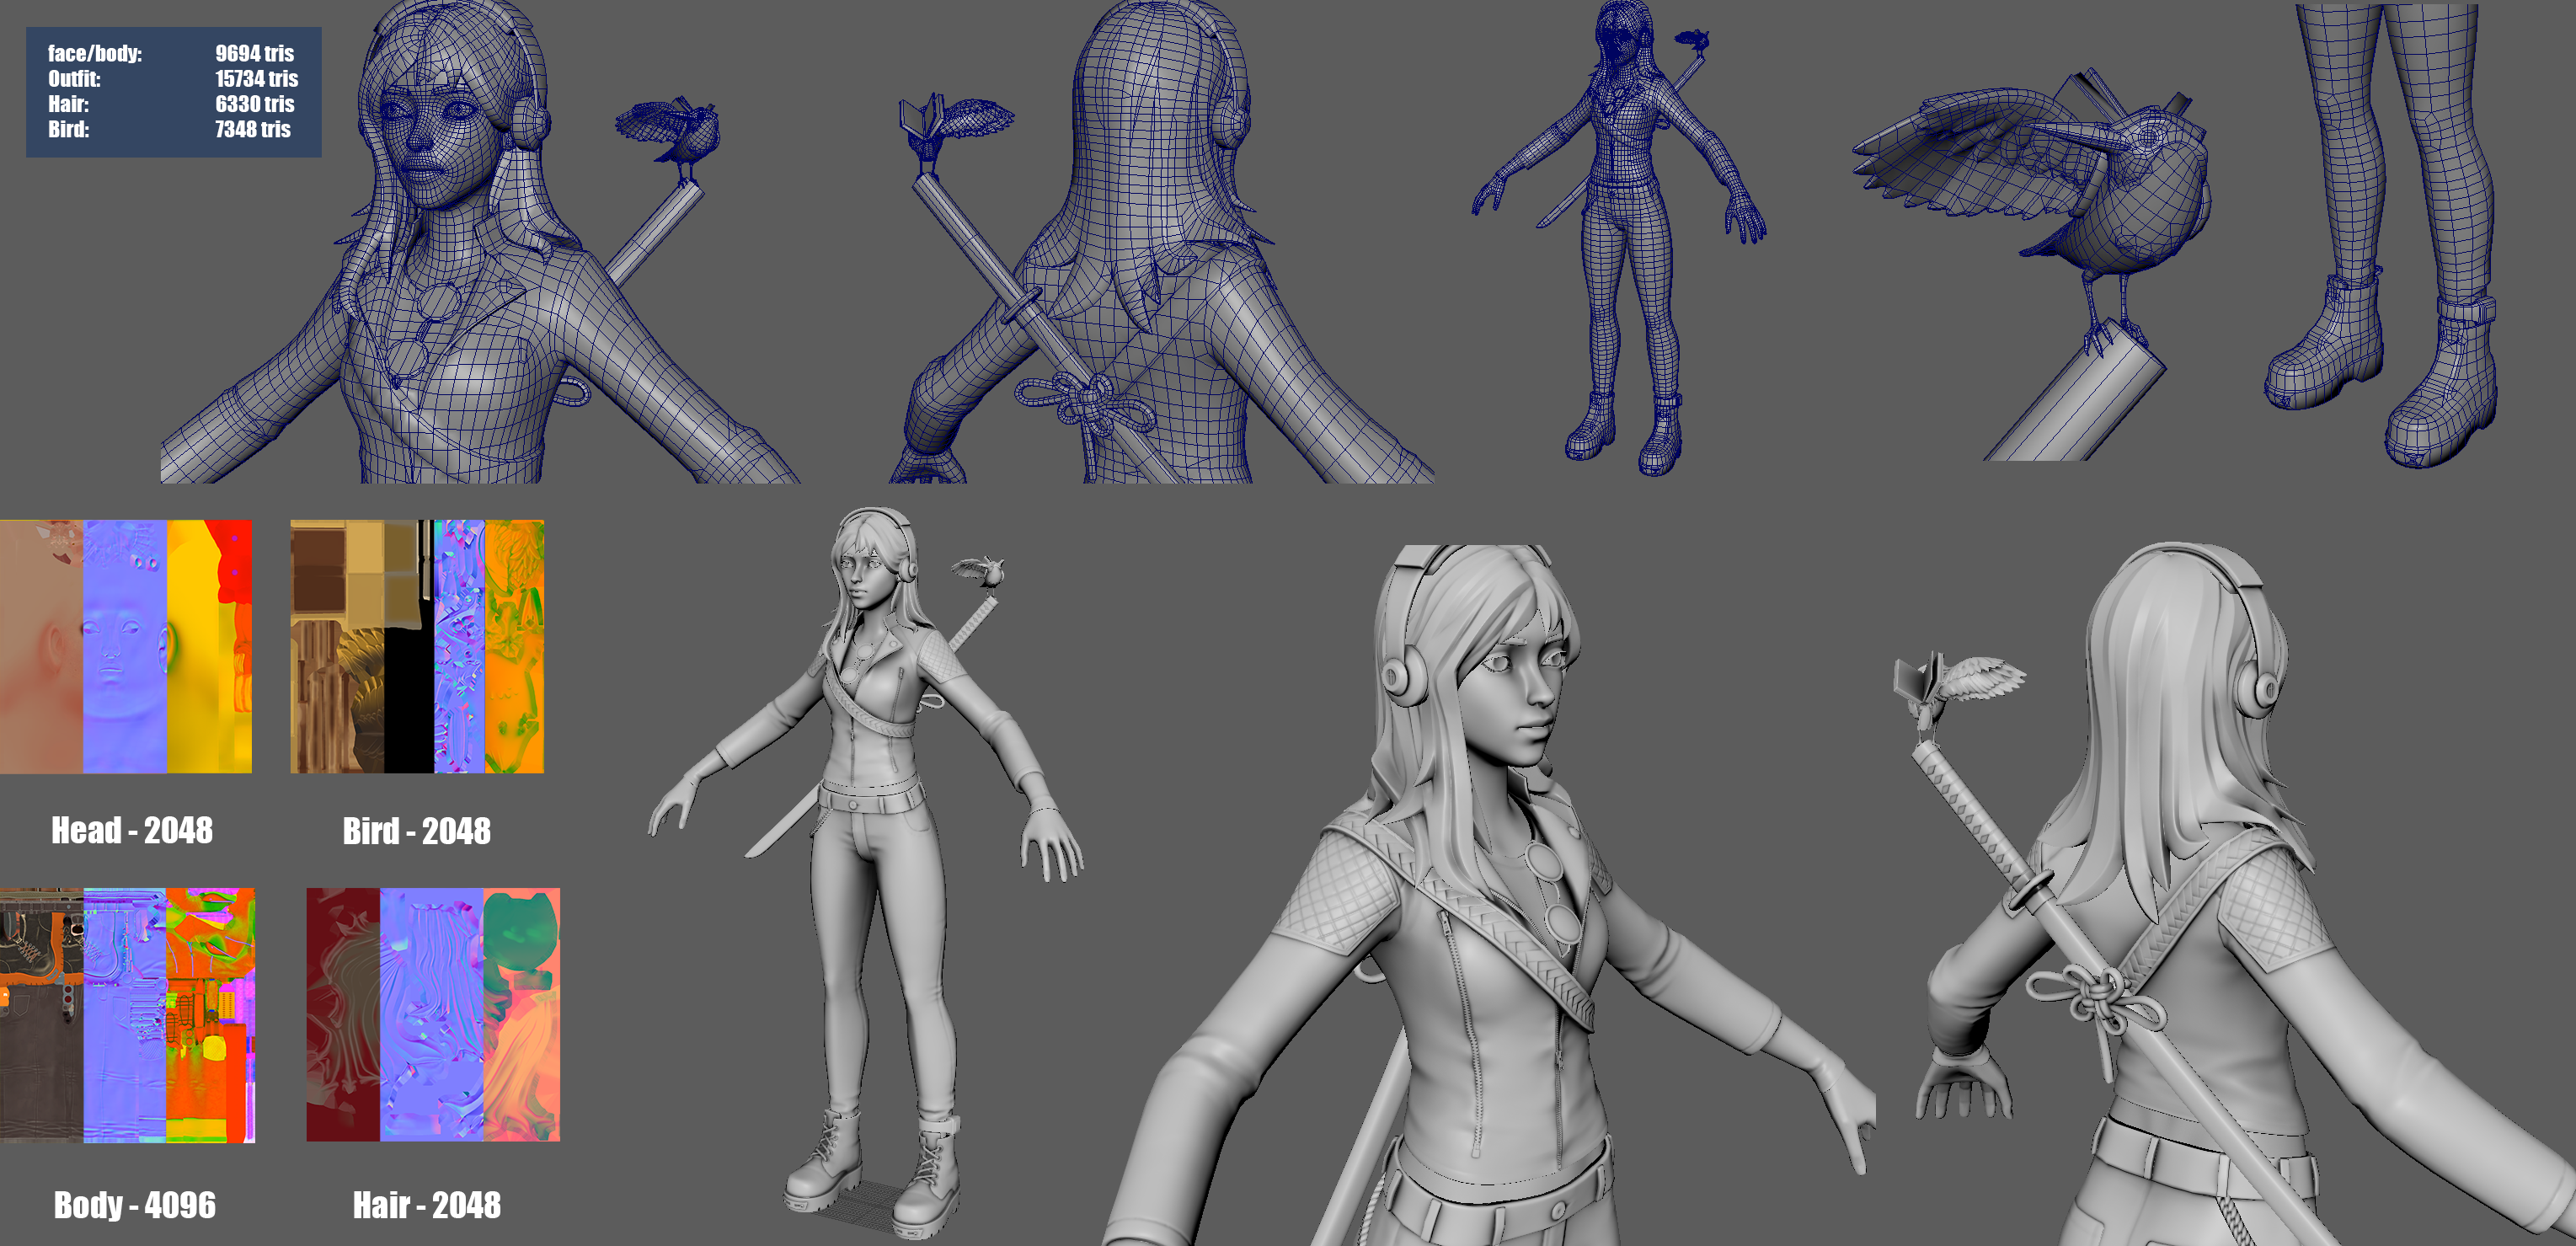 face/body: 9694 tris
Outfit: 15734 tris
Hair: 6330 tris
Bird: 7348 tris
Head - 2048
Bird - 2048
Body - 4096
Hair - 2048